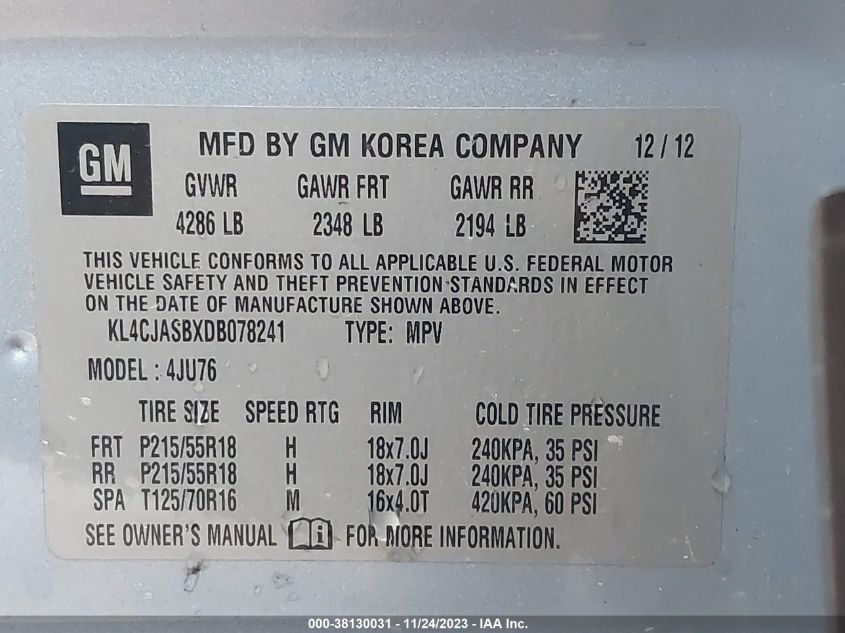 GM MFD BY GM KOREA COMPANY 12/12
GVWR GAWR FRT GAWR RR
4286 LB 2348 LB 2194 LB
THIS VEHICLE CONFORMS TO ALL APPLICABLE U.S. FEDERAL MOTOR
VEHICLE SAFETY AND THEFT PREVENTION STANDARDS IN EFFECT
ON THE DATE OF MANUFACTURE SHOWN ABOVE.
KL4CJASBXDB078241 TYPE: MPV
MODEL : 4JU76
TIRE SIZE SPEED RTG RIM COLD TIRE PRESSURE
FRT P215/55R18 H 18x7.0J 240KPA, 35 PSI
RR P215/55R18 H 18x7.0J 240KPA, 35 PSI
SPA T125/70R16 M 16x4.0T 420KPA, 60 PSI
SEE OWNER'S MANUAL i FOR MORE INFORMATION.
000-38130031 - 11/24/2023 - IAA Inc.